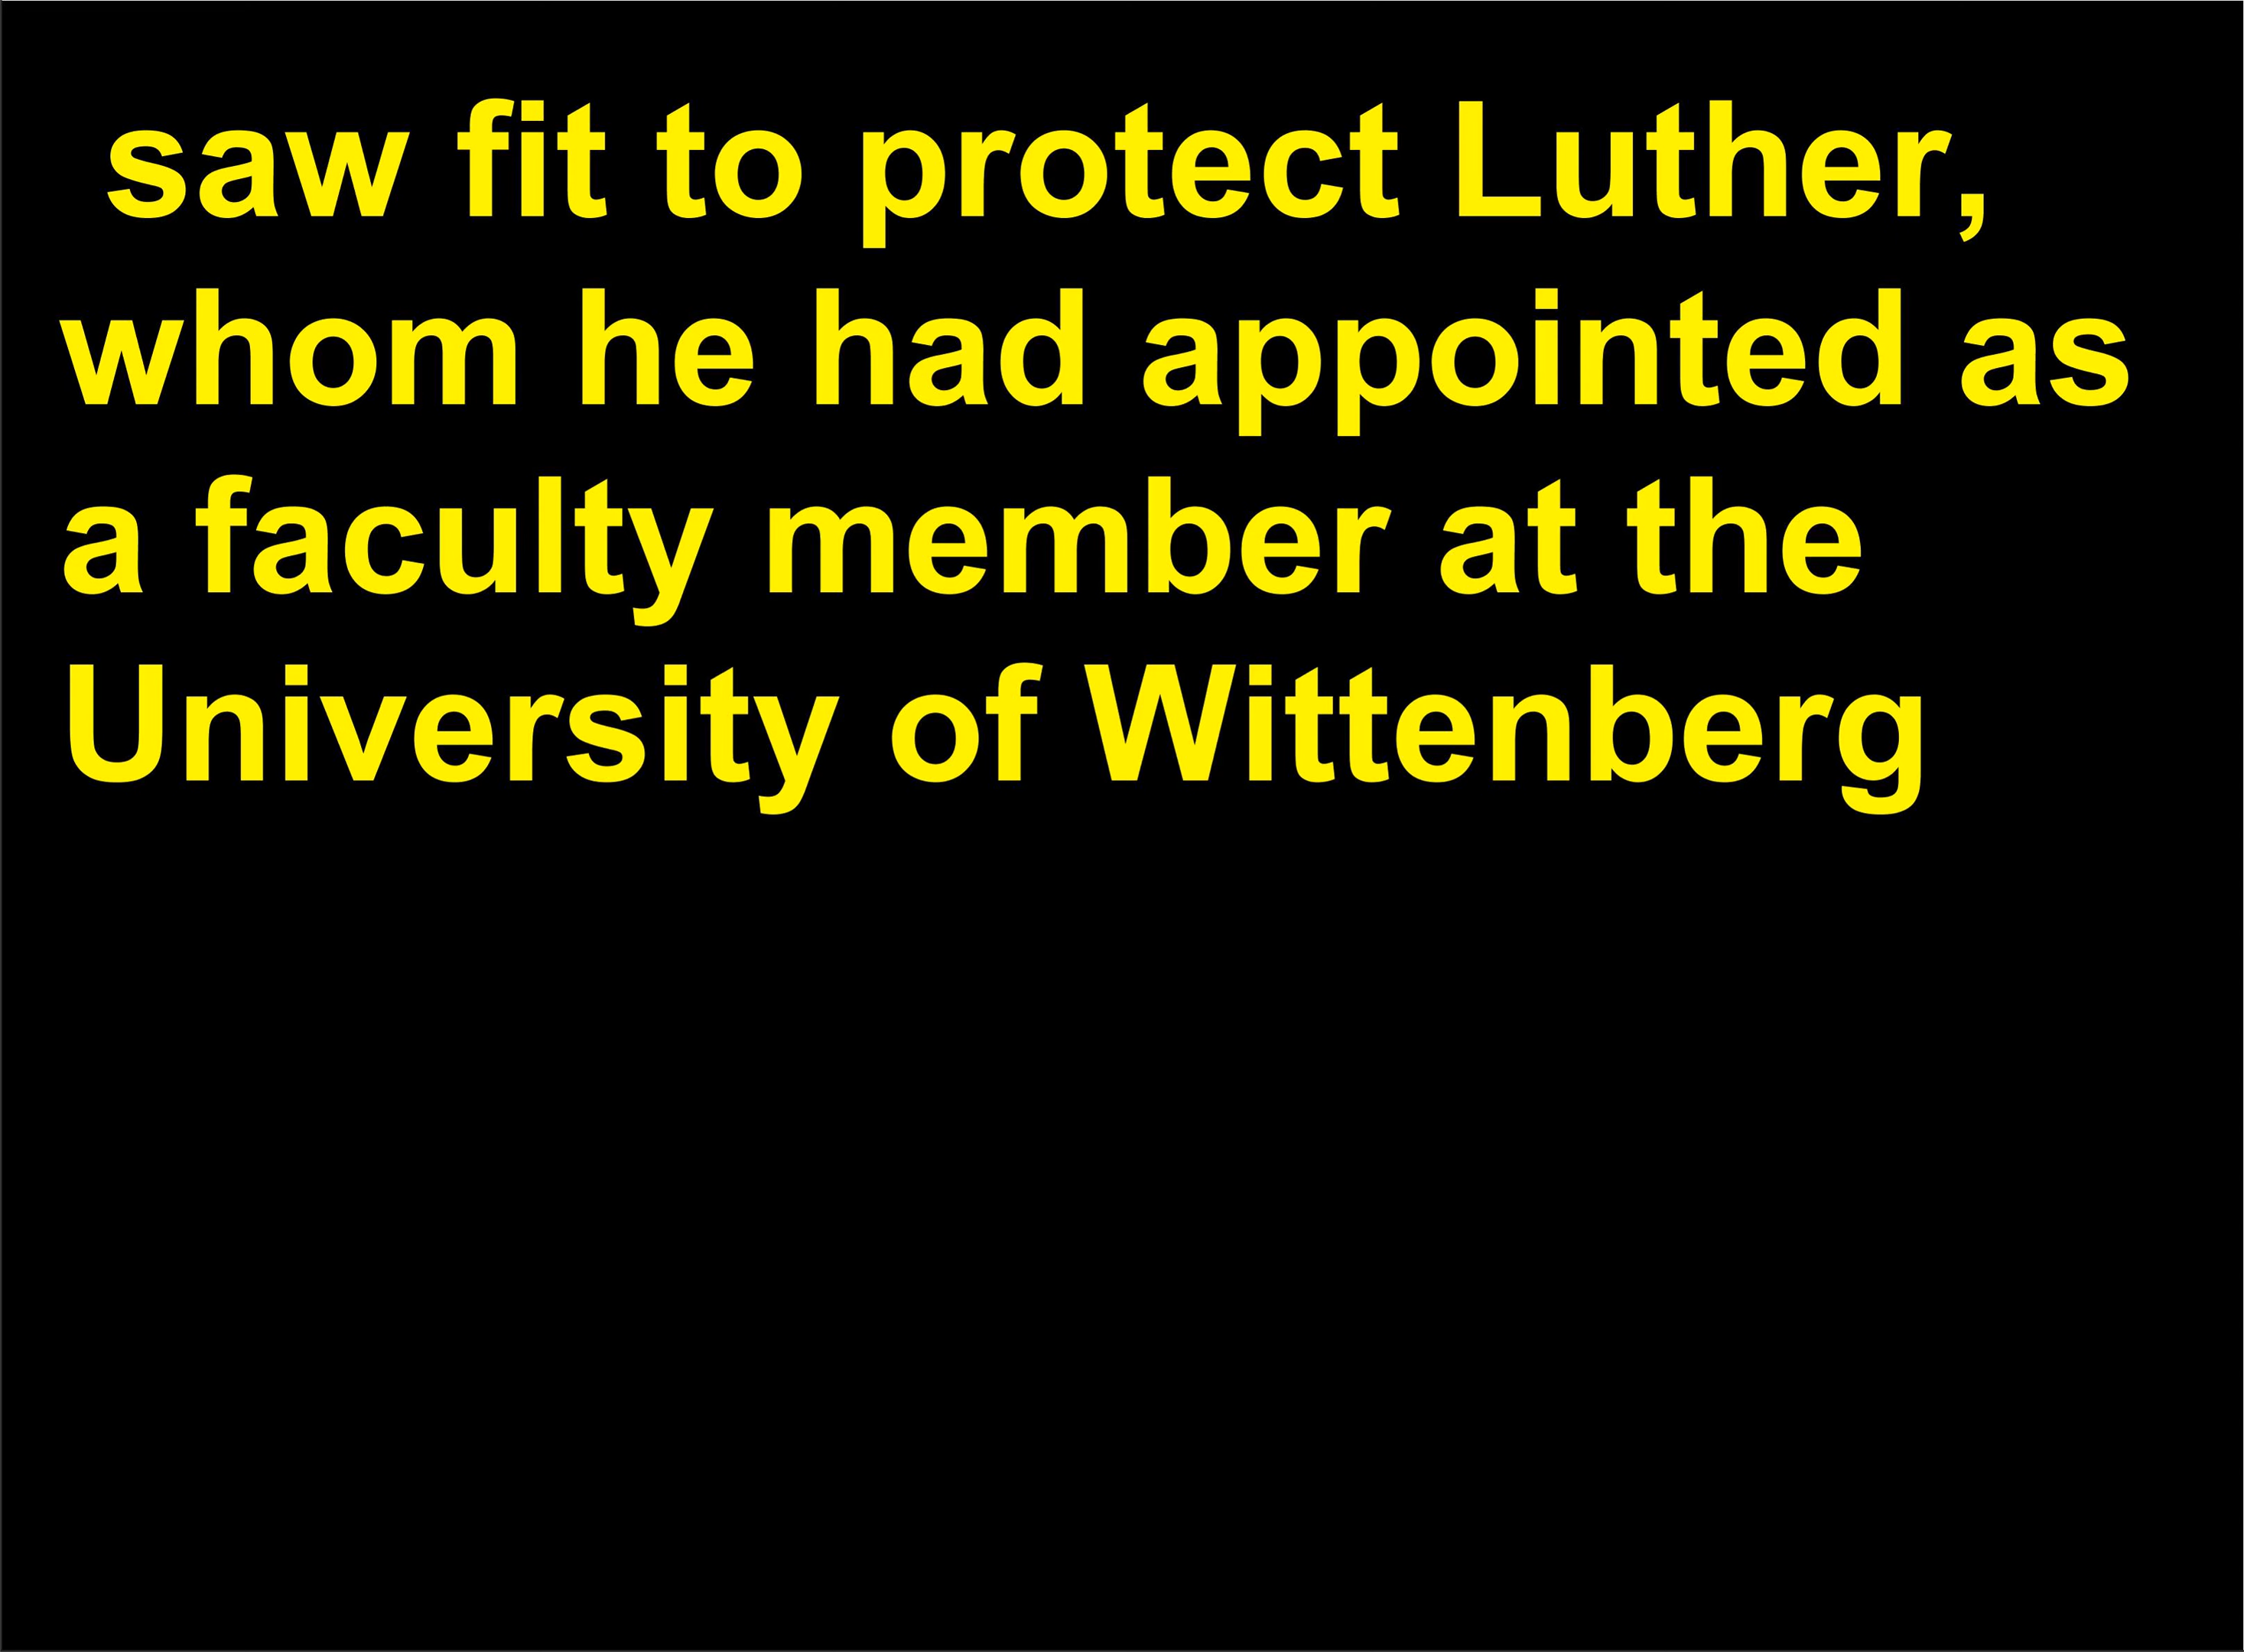 saw fit to protect Luther,
whom he had appointed as
a faculty member at the
University of Wittenberg